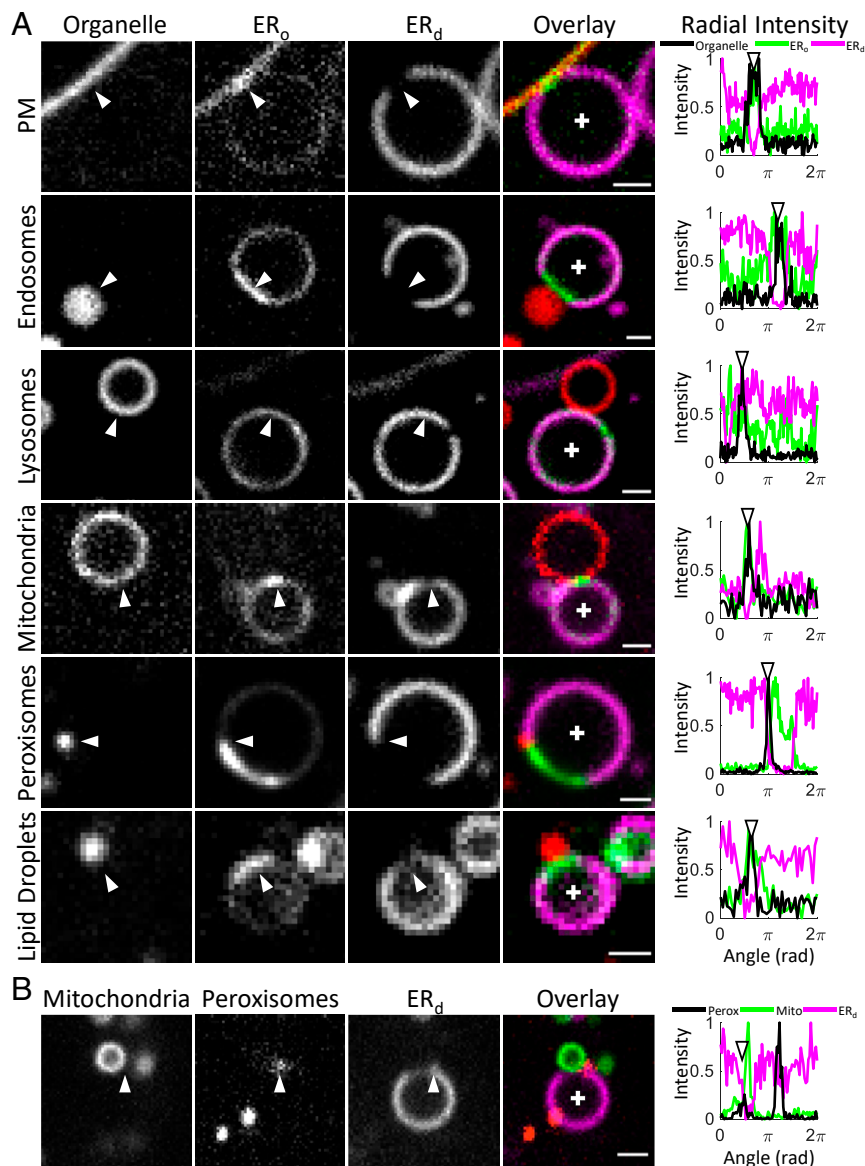 A
Organelle ERo ERd Overlay Radial Intensity
Organelle ERo ERd
PM
Intensity
1
0.5
0
0 π 2π
Endosomes
Intensity
1
0.5
0
0 π 2π
Lysosomes
Intensity
1
0.5
0
0 π 2π
Mitochondria
Intensity
1
0.5
0
0 π 2π
Peroxisomes
Intensity
1
0.5
0
0 π 2π
Lipid Droplets
Intensity
1
0.5
0
0 π 2π
Angle (rad)
B
Mitochondria Peroxisomes ERd Overlay
Perox Mito ERd
Intensity
1
0.5
0
0 π 2π
Angle (rad)